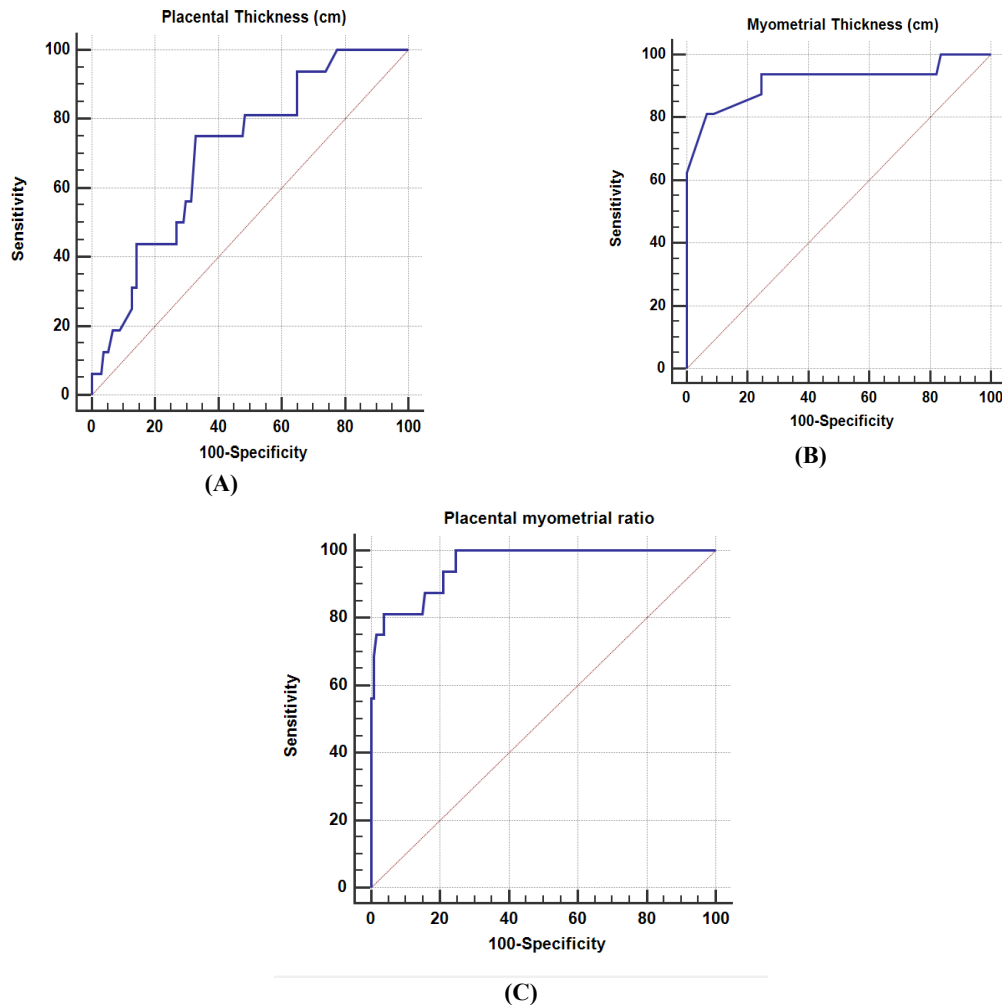 Placental Thickness (cm)
100
80
60
40
20
0
Sensitivity
0 20 40 60 80 100
100-Specificity
(A)
Myometrial Thickness (cm)
100
80
60
40
20
0
Sensitivity
0 20 40 60 80 100
100-Specificity
(B)
Placental myometrial ratio
100
80
60
40
20
0
Sensitivity
0 20 40 60 80 100
100-Specificity
(C)